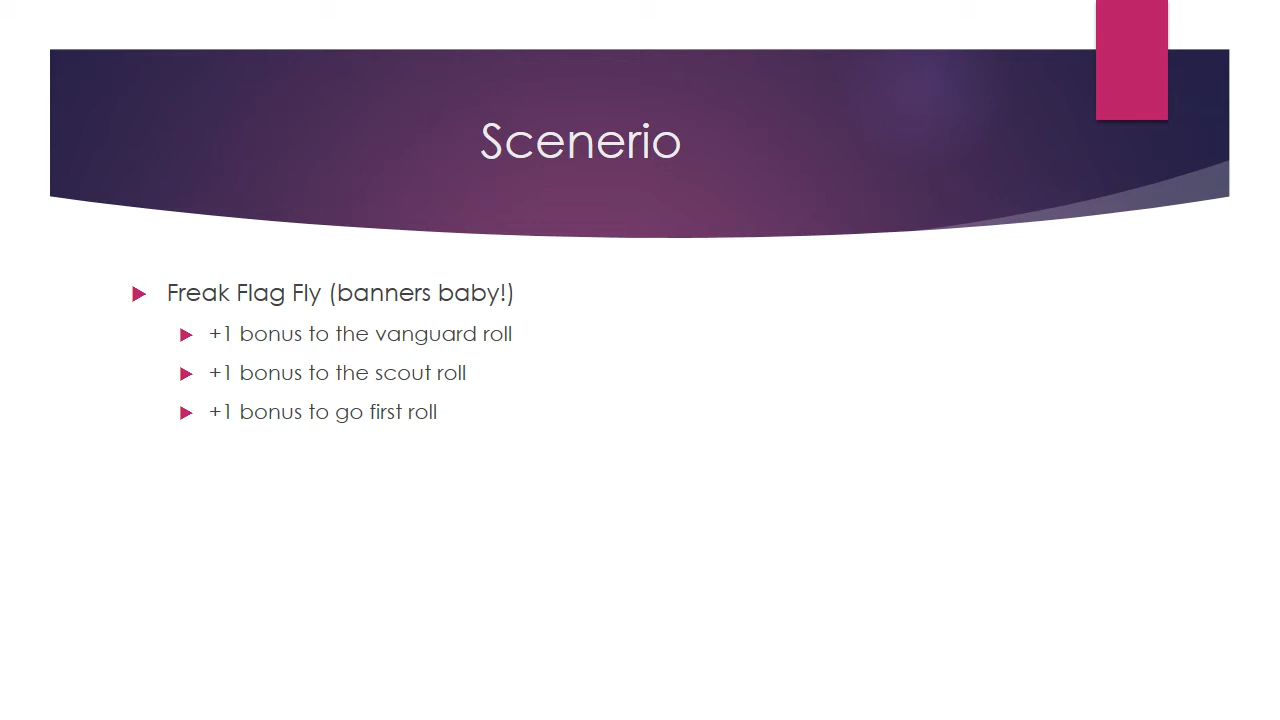 Scenerio
Freak Flag Fly (banners baby!)
+1 bonus to the vanguard roll
+1 bonus to the scout roll
+1 bonus to go first roll